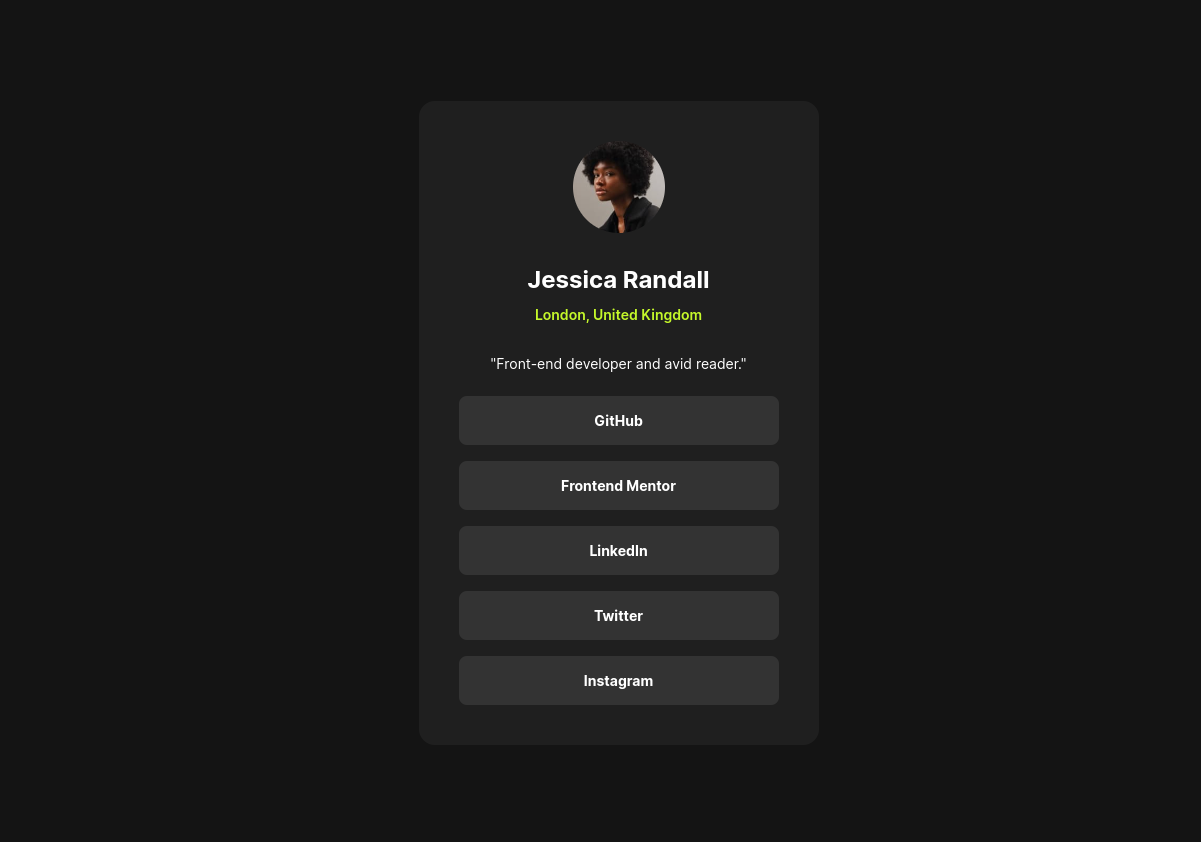 Jessica Randall
London, United Kingdom
"Front-end developer and avid reader."
GitHub
Frontend Mentor
LinkedIn
Twitter
Instagram